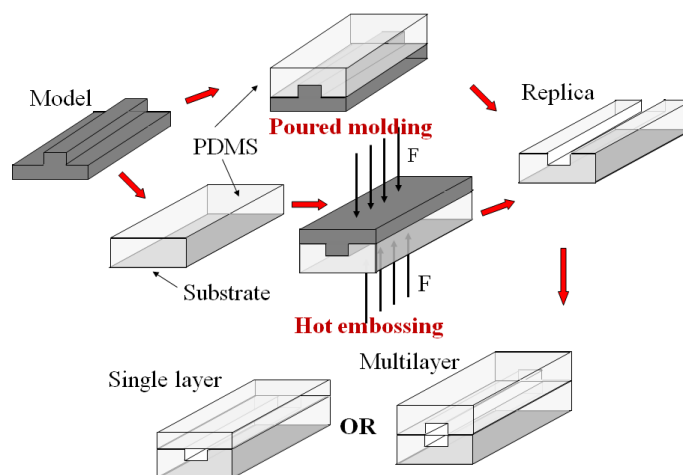 Model
PDMS
Poured molding
F
Replica
Substrate
F
Hot embossing
Single layer
OR
Multilayer